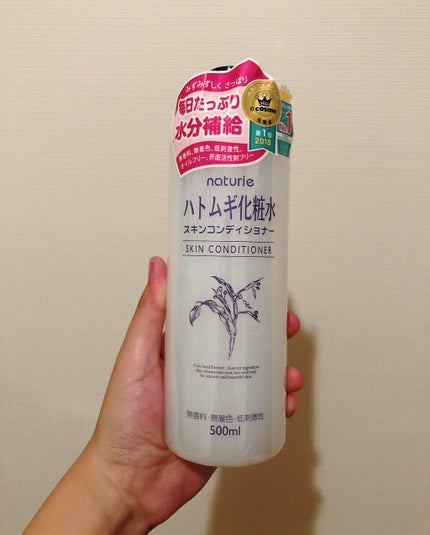 みずみずしく さっぱり
毎日たっぷり
水分補給
無香料、無着色、低刺激性、
オイルフリー、界面活性剤フリー
@cosme
第1位
2018
naturie
ハトムギ化粧水
スキンコンディショナー
SKIN CONDITIONER
無香料・無着色・低刺激性
500ml